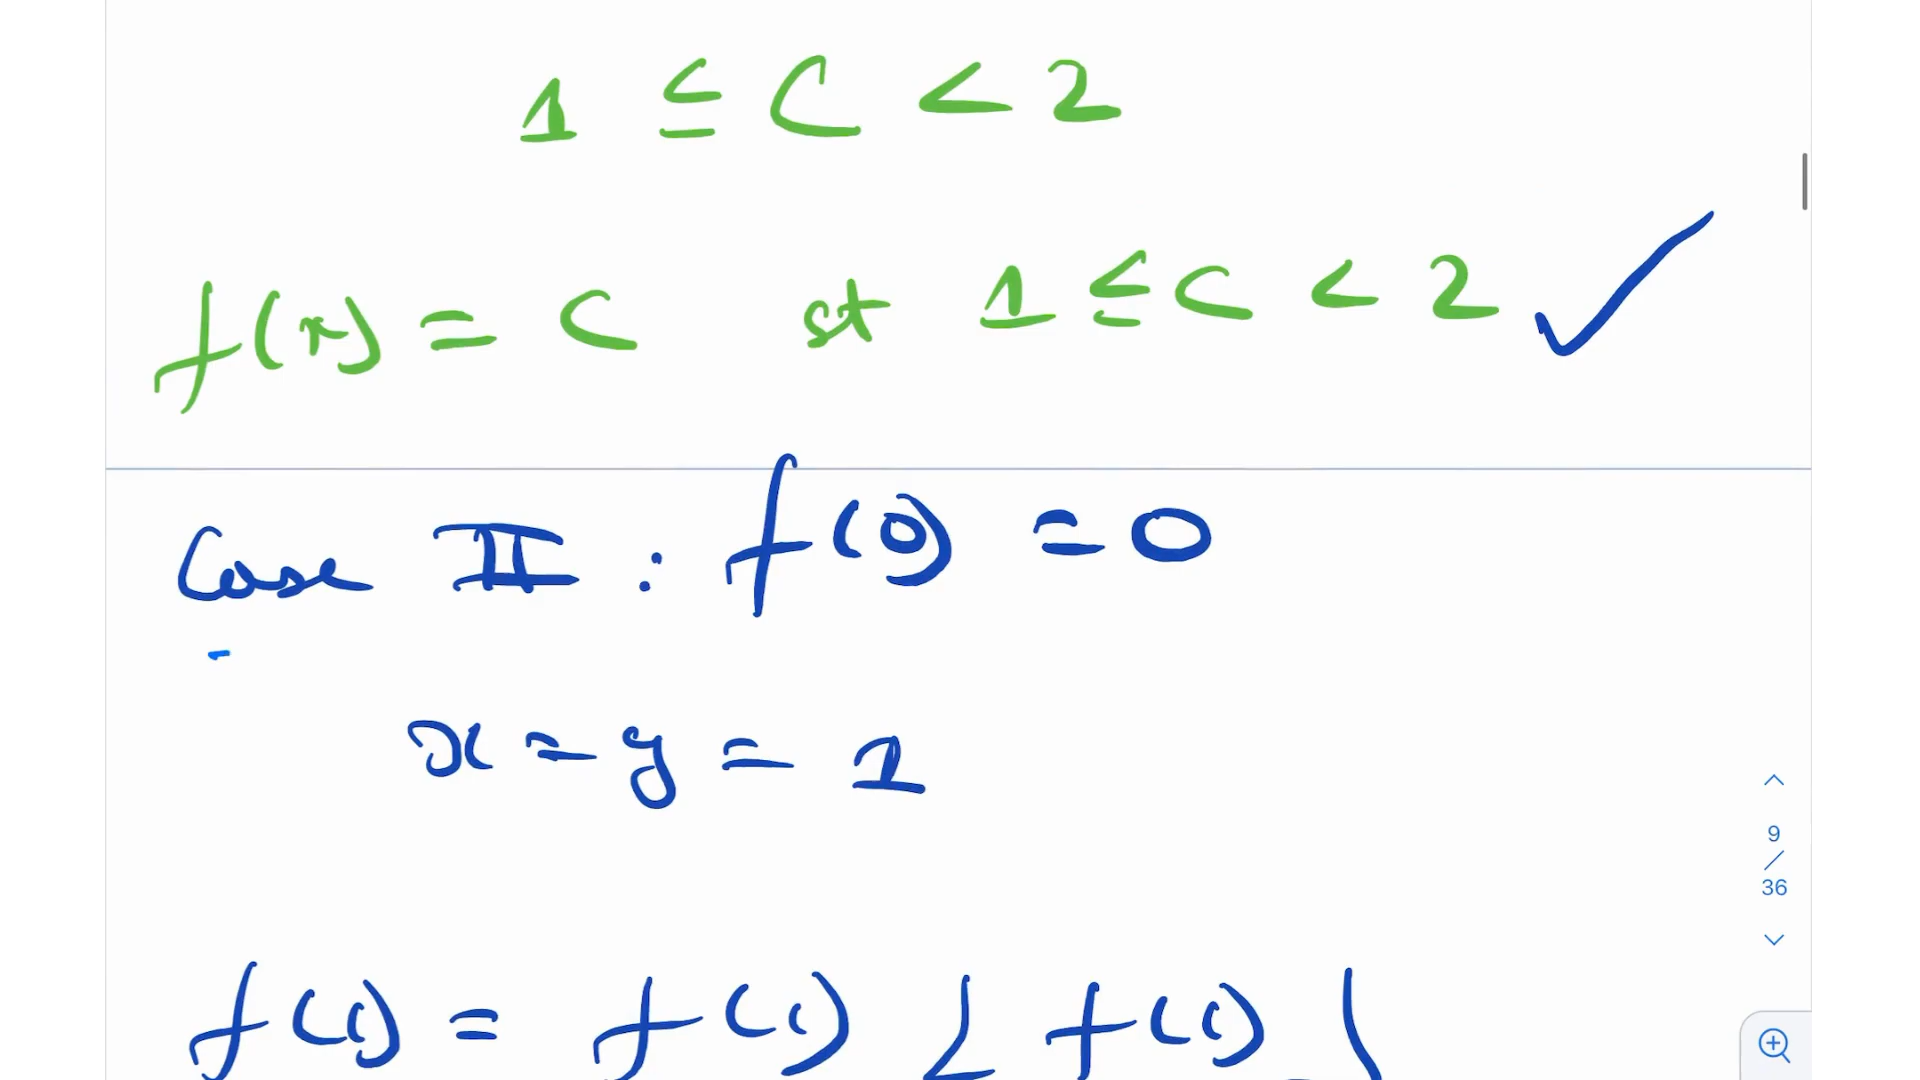 1 ≤ C < 2
f(x) = C st 1 ≤ C < 2 ✓
Case II : f(0) = 0
x = y = 1
f(1) = f(1) ⌊ f(1) ⌋
9
/
36